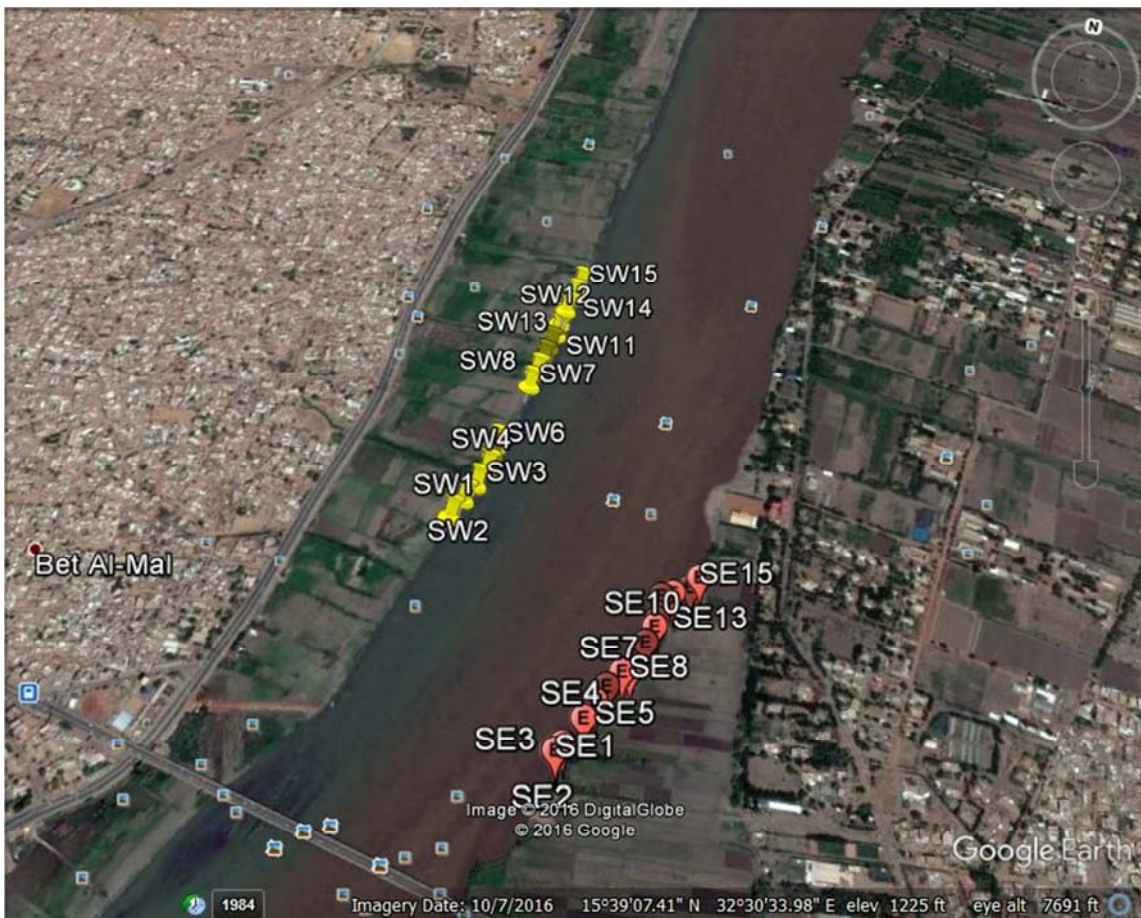 N
SW15
SW12
SW14
SW13
SW11
SW8
SW7
SW4
SW6
SW3
SW1
SW2
Bet Al-Mal
SE15
SE10
SE13
E
SE7
E
SE8
E
E
SE4
SE5
E
SE3
SE1
SE2
Image © 2016 DigitalGlobe
© 2016 Google
Google Earth
1984
Imagery Date: 10/7/2016 15°39'07.41" N 32°30'33.98" E elev 1225 ft eye alt 7691 ft